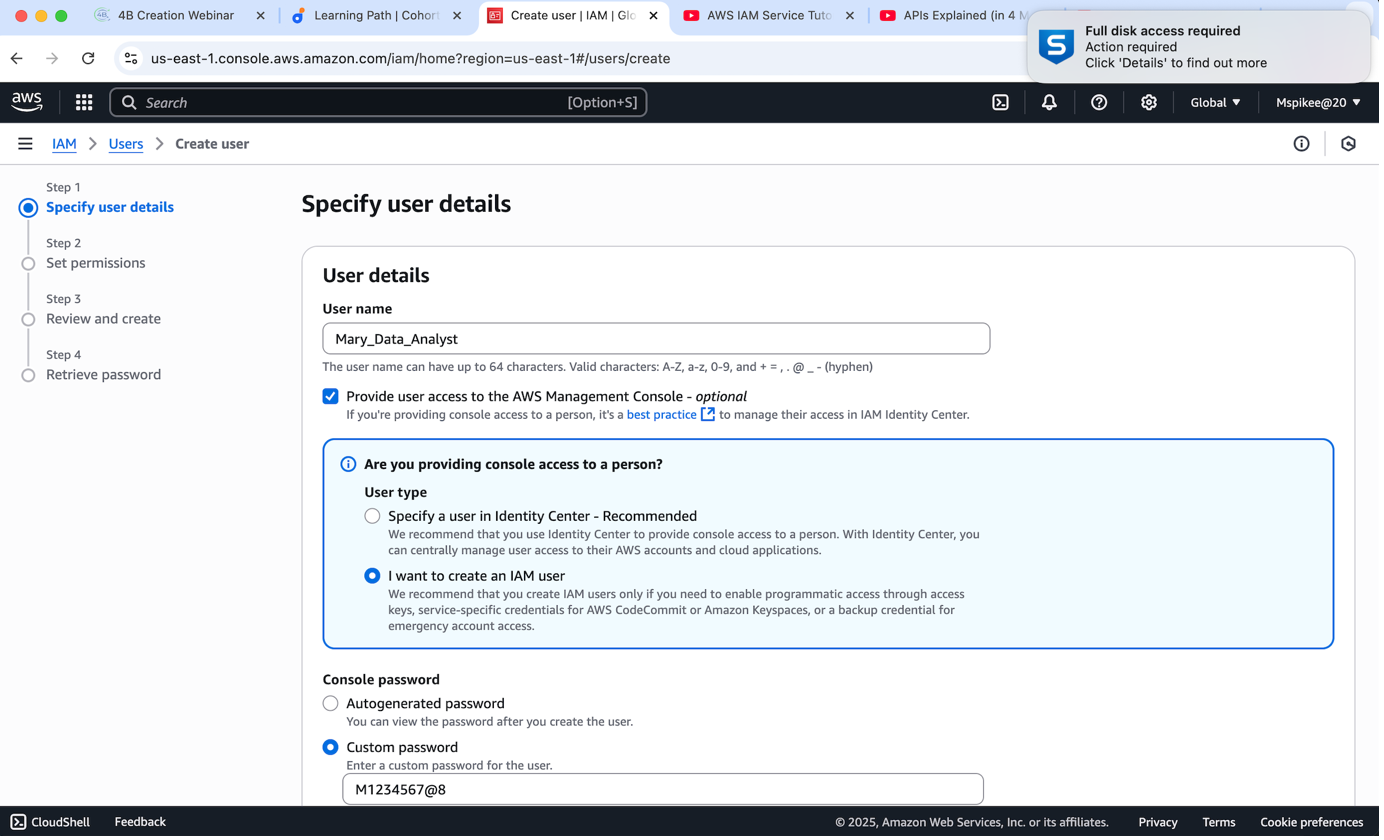 4B Creation Webinar
Learning Path | Cohort
Create user | IAM | Glo
AWS IAM Service Tuto
APIs Explained (in 4 M
Full disk access required
Action required
Click 'Details' to find out more
us-east-1.console.aws.amazon.com/iam/home?region=us-east-1#/users/create
aws
Search
[Option+S]
Global ▼
Mspikee@20 ▼
IAM > Users > Create user
Step 1
Specify user details
Step 2
Set permissions
Step 3
Review and create
Step 4
Retrieve password
Specify user details
User details
User name
Mary_Data_Analyst
The user name can have up to 64 characters. Valid characters: A-Z, a-z, 0-9, and + = , . @ _ - (hyphen)
Provide user access to the AWS Management Console - optional
If you're providing console access to a person, it's a best practice to manage their access in IAM Identity Center.
Are you providing console access to a person?
User type
Specify a user in Identity Center - Recommended
We recommend that you use Identity Center to provide console access to a person. With Identity Center, you
can centrally manage user access to their AWS accounts and cloud applications.
I want to create an IAM user
We recommend that you create IAM users only if you need to enable programmatic access through access
keys, service-specific credentials for AWS CodeCommit or Amazon Keyspaces, or a backup credential for
emergency account access.
Console password
Autogenerated password
You can view the password after you create the user.
Custom password
Enter a custom password for the user.
M1234567@8
CloudShell
Feedback
© 2025, Amazon Web Services, Inc. or its affiliates.
Privacy
Terms
Cookie preferences